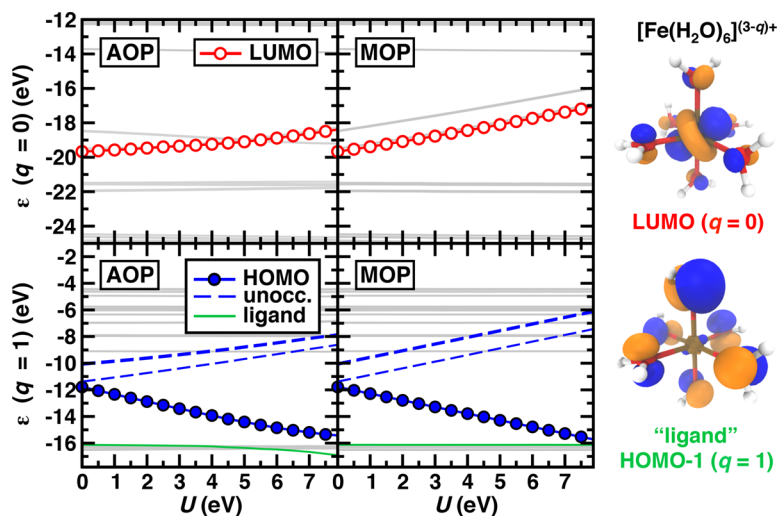 [Fe(H₂O)₆]⁽³⁻q⁾⁺
AOP
LUMO
MOP
ε (q = 0) (eV)
-12
-14
-16
-18
-20
-22
-24
LUMO (q = 0)
AOP
HOMO
unocc.
ligand
MOP
ε (q = 1) (eV)
-2
-4
-6
-8
-10
-12
-14
-16
0 1 2 3 4 5 6 7
0 1 2 3 4 5 6 7
U (eV)
U (eV)
“ligand”
HOMO-1 (q = 1)